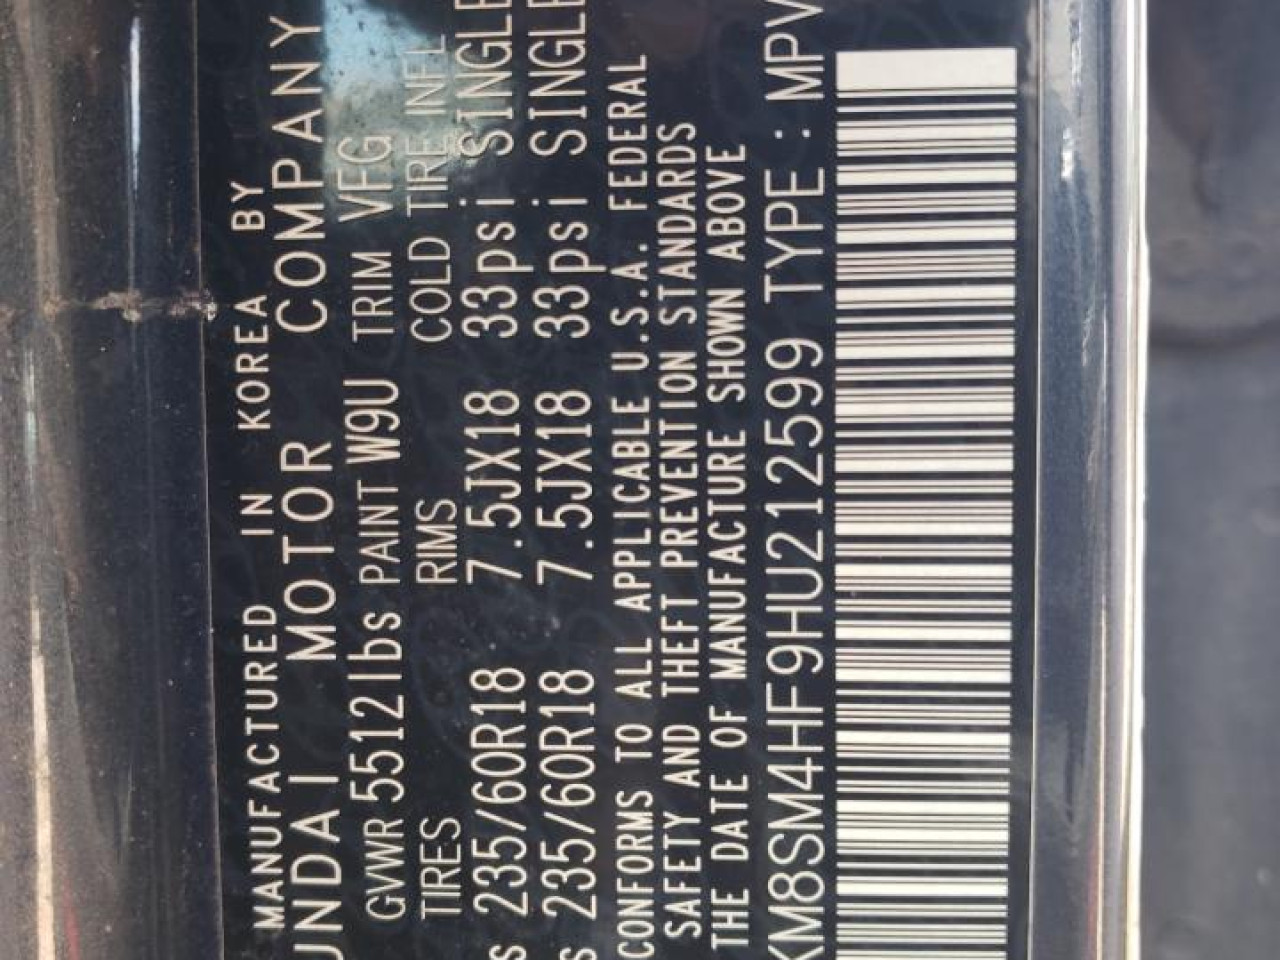 MANUFACTURED IN KOREA BY
UNDAI MOTOR COMPANY
GVWR 5512lbs PAINT W9U TRIM VFG
TIRES RIMS COLD TIRE INFL
s 235/60R18 7.5JX18 33psi SINGLE
s 235/60R18 7.5JX18 33psi SINGLE
CONFORMS TO ALL APPLICABLE U.S.A. FEDERAL
SAFETY AND THEFT PREVENTION STANDARDS
THE DATE OF MANUFACTURE SHOWN ABOVE
KM8SM4HF9HU212599 TYPE : MPV